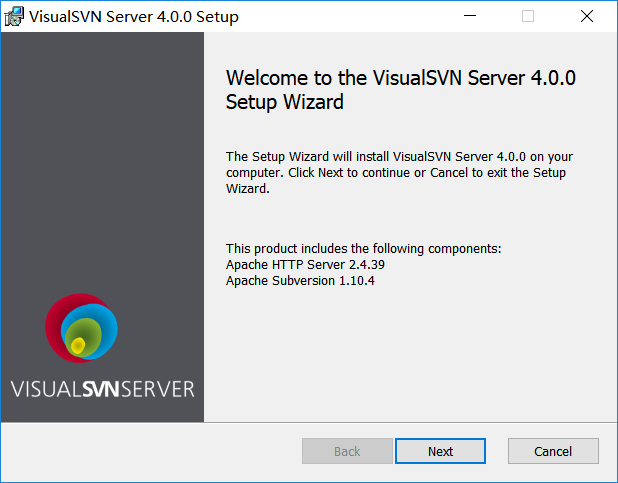 VisualSVN Server 4.0.0 Setup
Welcome to the VisualSVN Server 4.0.0
Setup Wizard
The Setup Wizard will install VisualSVN Server 4.0.0 on your
computer. Click Next to continue or Cancel to exit the Setup
Wizard.
This product includes the following components:
Apache HTTP Server 2.4.39
Apache Subversion 1.10.4
VISUALSVNSERVER
Back
Next
Cancel